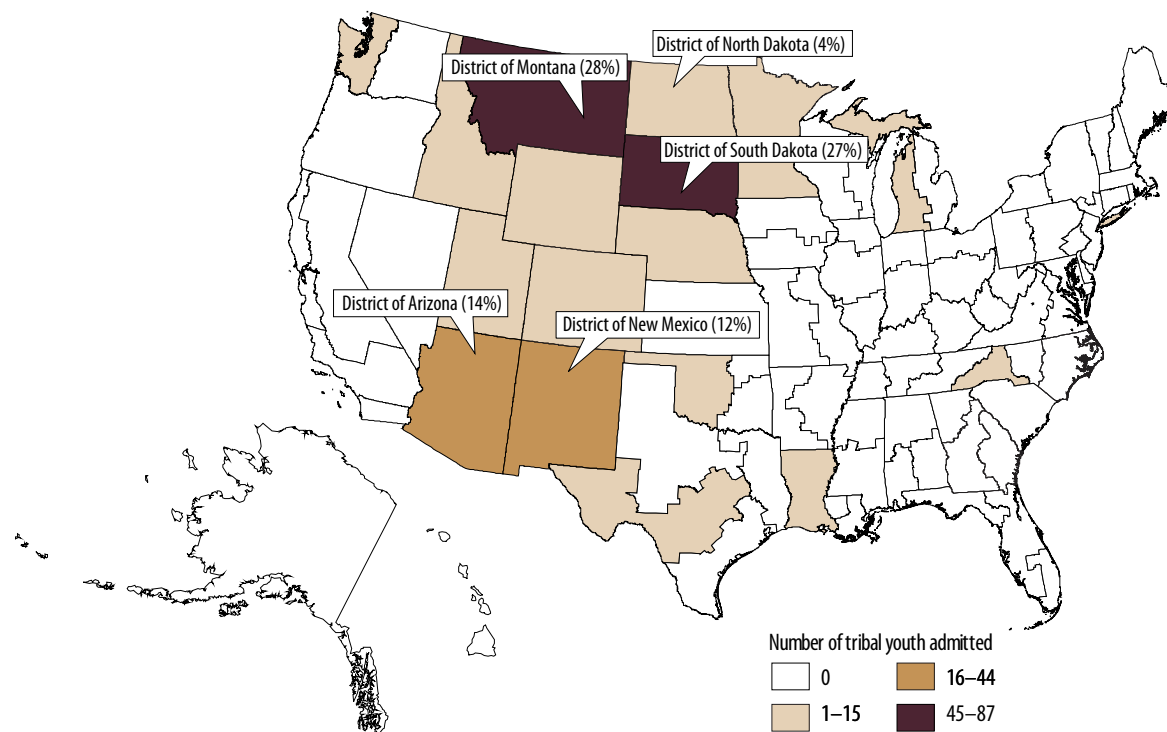 District of North Dakota (4%)
District of Montana (28%)
District of South Dakota (27%)
District of Arizona (14%)
District of New Mexico (12%)
Number of tribal youth admitted
0
16–44
1–15
45–87